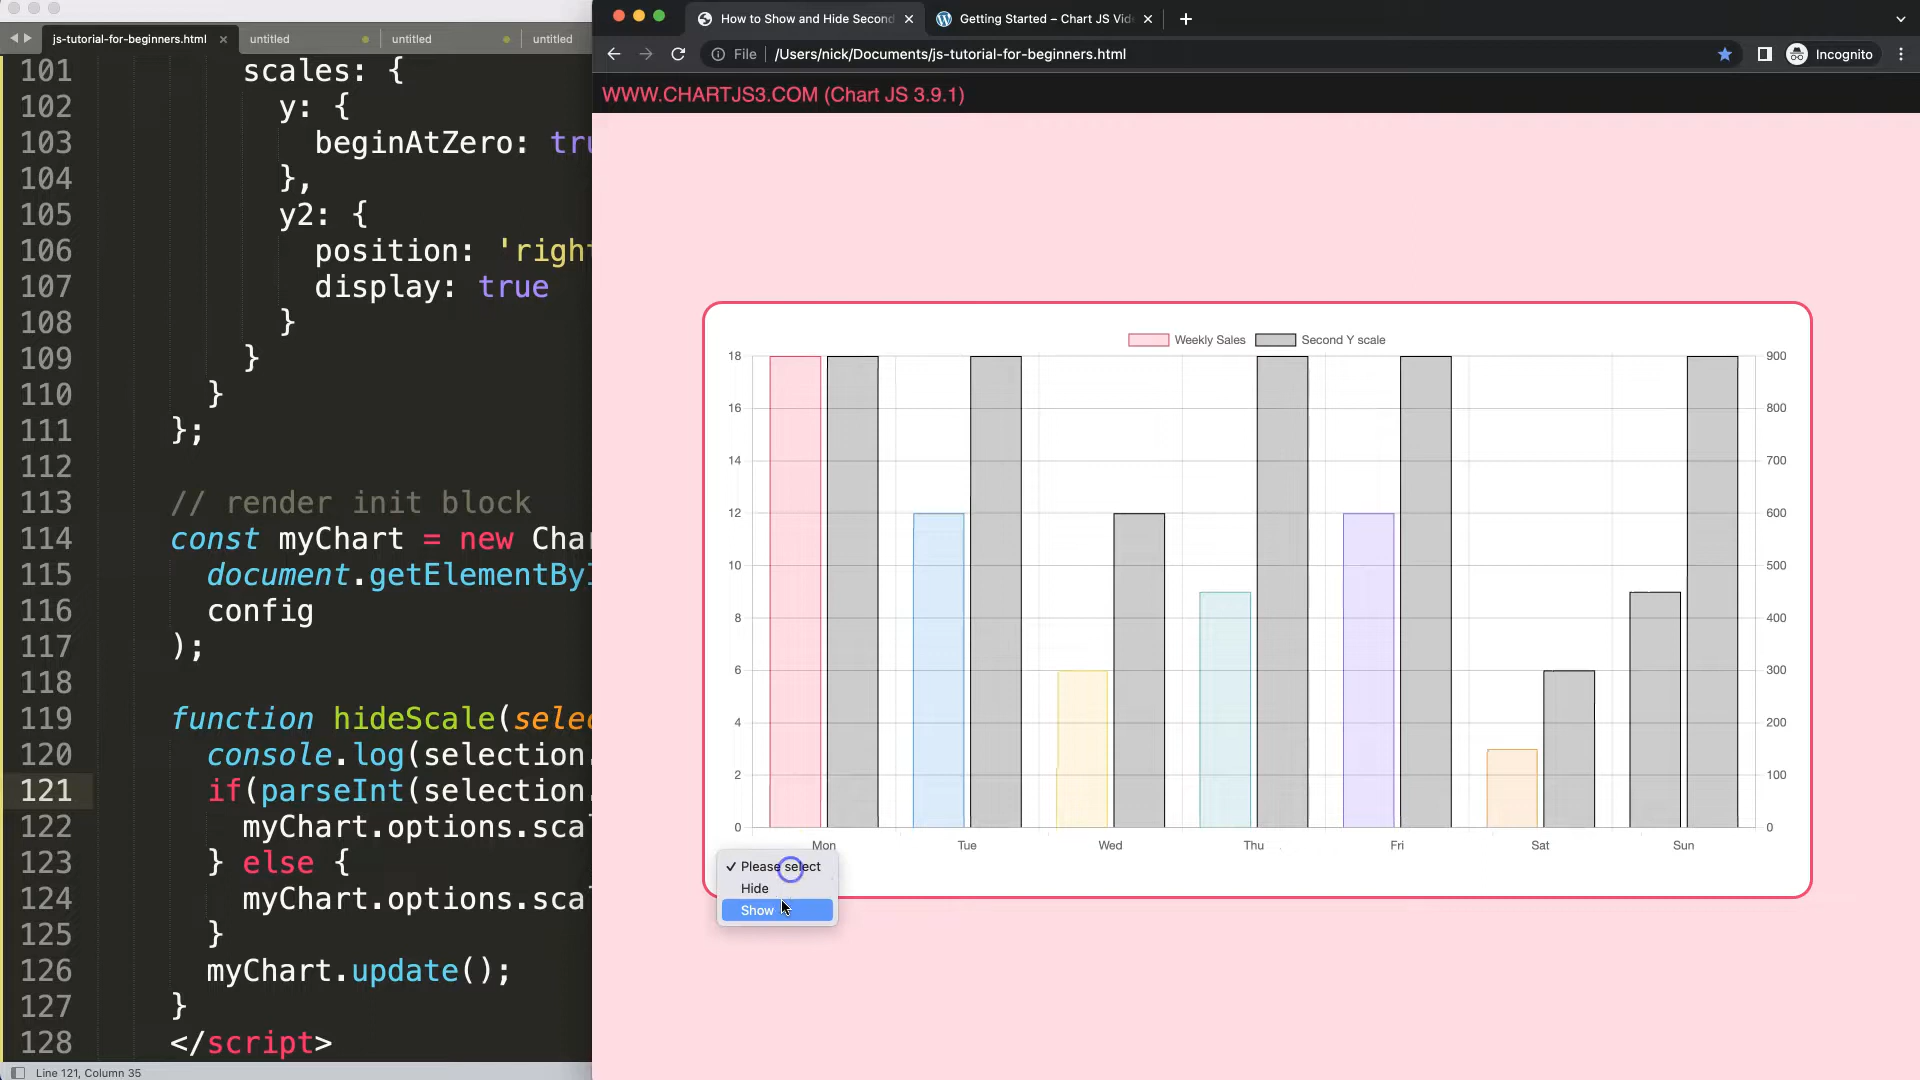 js-tutorial-for-beginners.html × untitled untitled untitled
101 scales: {
102 y: {
103 beginAtZero: tru
104 },
105 y2: {
106 position: 'right
107 display: true
108 }
109 }
110 }
111 };
112
113 // render init block
114 const myChart = new Char
115 document.getElementByI
116 config
117 );
118
119 function hideScale(selec
120 console.log(selection.
121 if(parseInt(selection.
122 myChart.options.sca
123 } else {
124 myChart.options.sca
125 }
126 myChart.update();
127 }
128 </script>
Line 121, Column 35
How to Show and Hide Second × Getting Started – Chart JS Vid × +
File /Users/nick/Documents/js-tutorial-for-beginners.html Incognito
WWW.CHARTJS3.COM (Chart JS 3.9.1)
Weekly Sales Second Y scale
18 900
16 800
14 700
12 600
10 500
8 400
6 300
4 200
2 100
0 0
Mon Tue Wed Thu Fri Sat Sun
✓ Please select
Hide
Show